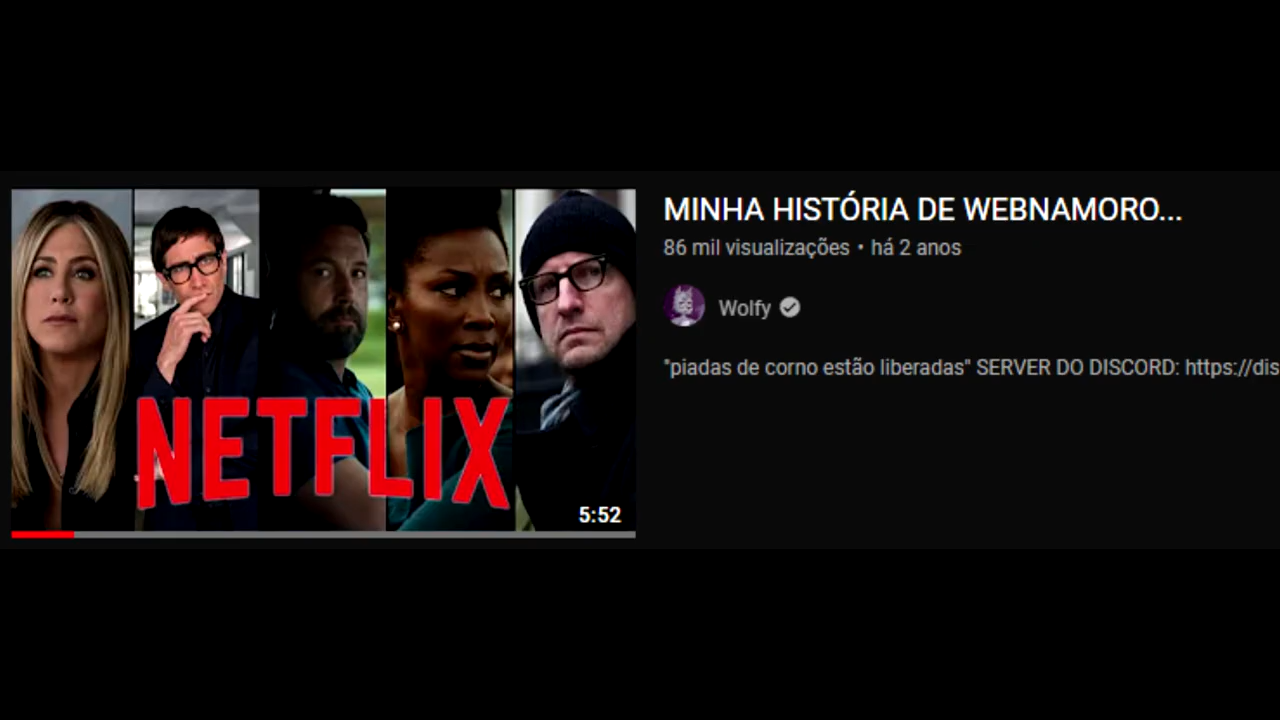 NETFLIX
5:52
MINHA HISTÓRIA DE WEBNAMORO...
86 mil visualizações • há 2 anos
Wolfy
"piadas de corno estão liberadas" SERVER DO DISCORD: https://dis